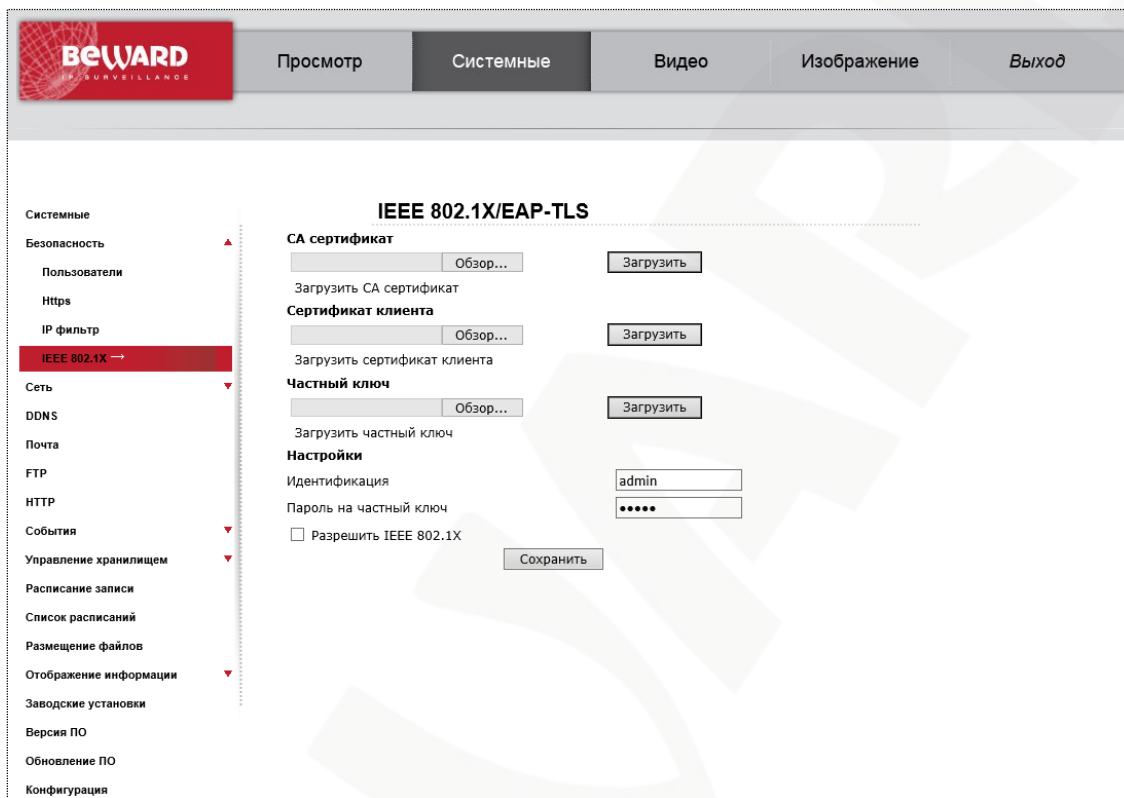 BEWARD
IP SURVEILLANCE
Просмотр
Системные
Видео
Изображение
Выход
Системные
Безопасность
Пользователи
Https
IP фильтр
IEEE 802.1X →
Сеть
DDNS
Почта
FTP
HTTP
События
Управление хранилищем
Расписание записи
Список расписаний
Размещение файлов
Отображение информации
Заводские установки
Версия ПО
Обновление ПО
Конфигурация
IEEE 802.1X/EAP-TLS
CA сертификат
Обзор... Загрузить
Загрузить CA сертификат
Сертификат клиента
Обзор... Загрузить
Загрузить сертификат клиента
Частный ключ
Обзор... Загрузить
Загрузить частный ключ
Настройки
Идентификация admin
Пароль на частный ключ •••••
Разрешить IEEE 802.1X
Сохранить